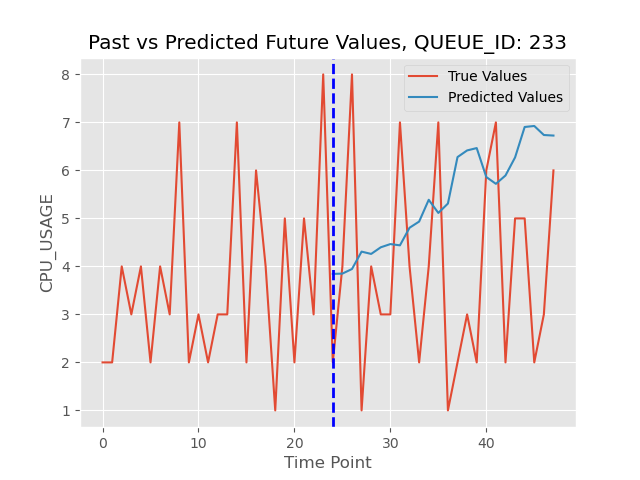 Past vs Predicted Future Values, QUEUE_ID: 233
True Values
Predicted Values
CPU_USAGE
8
7
6
5
4
3
2
1
0
10
20
30
40
Time Point